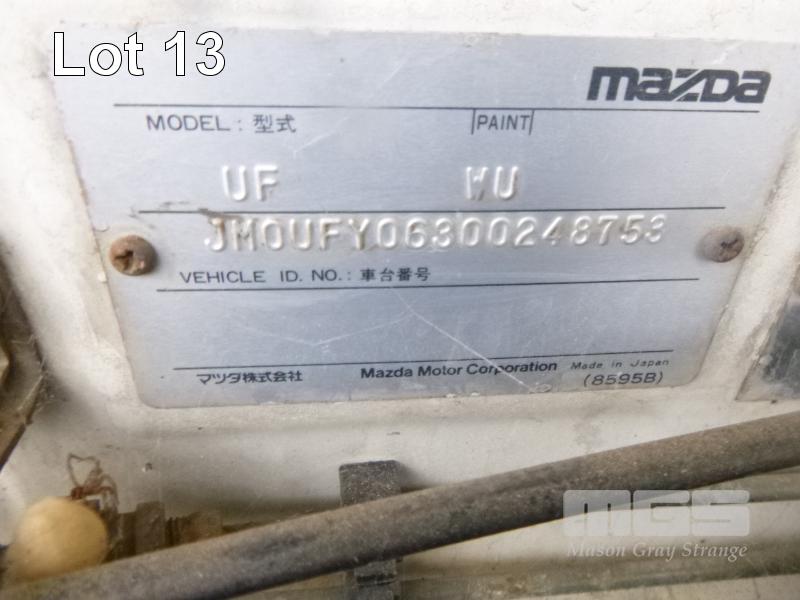 Lot 13
mazda
MODEL : 型式 PAINT
UF WU
JM0UFY06300248753
VEHICLE ID. NO. : 車台番号
マツダ株式会社 Mazda Motor Corporation Made in Japan
(8595B)
MGS
Mason Gray Strange